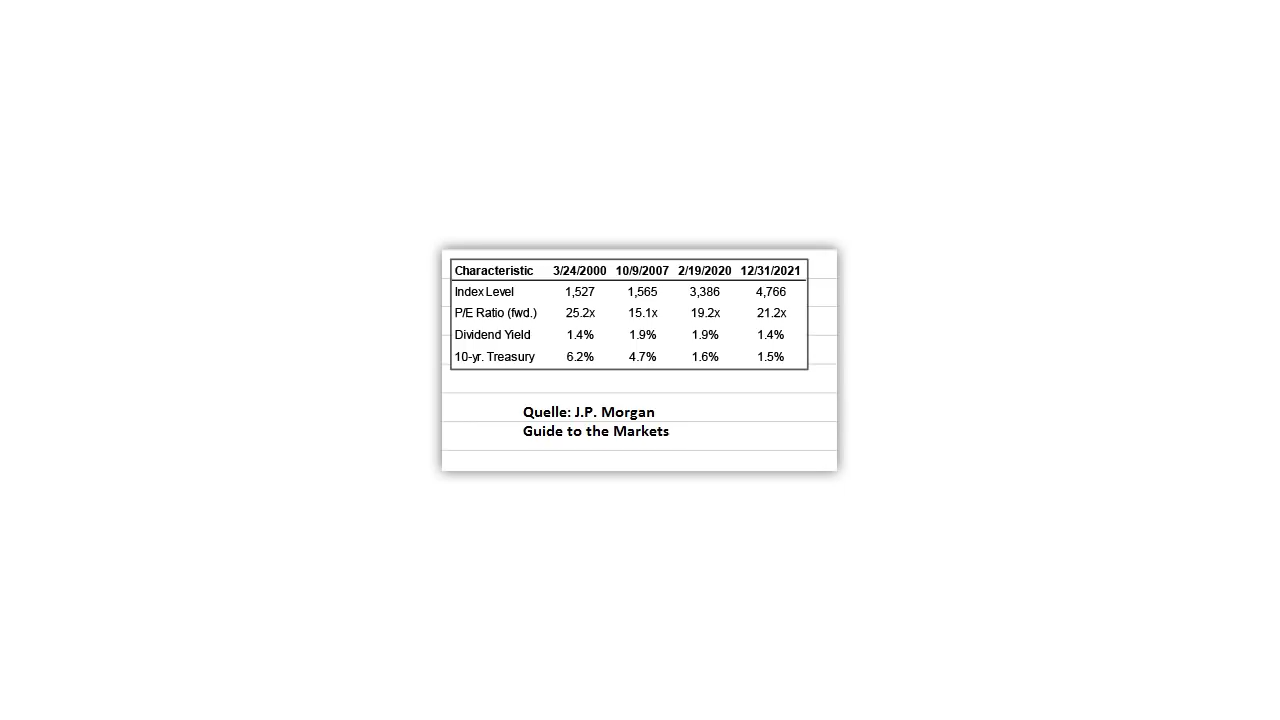 Characteristic 3/24/2000 10/9/2007 2/19/2020 12/31/2021
Index Level 1,527 1,565 3,386 4,766
P/E Ratio (fwd.) 25.2x 15.1x 19.2x 21.2x
Dividend Yield 1.4% 1.9% 1.9% 1.4%
10-yr. Treasury 6.2% 4.7% 1.6% 1.5%
Quelle: J.P. Morgan
Guide to the Markets